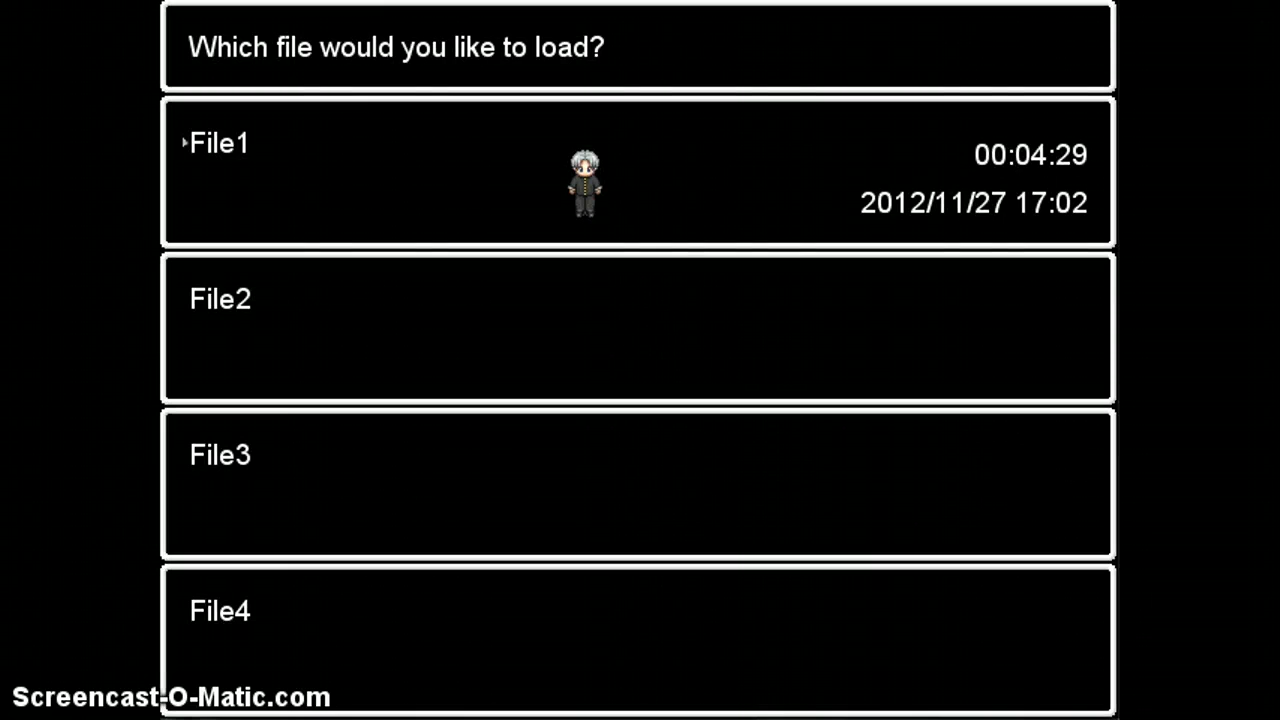 Which file would you like to load?
File1
00:04:29
2012/11/27 17:02
File2
File3
File4
Screencast-O-Matic.com